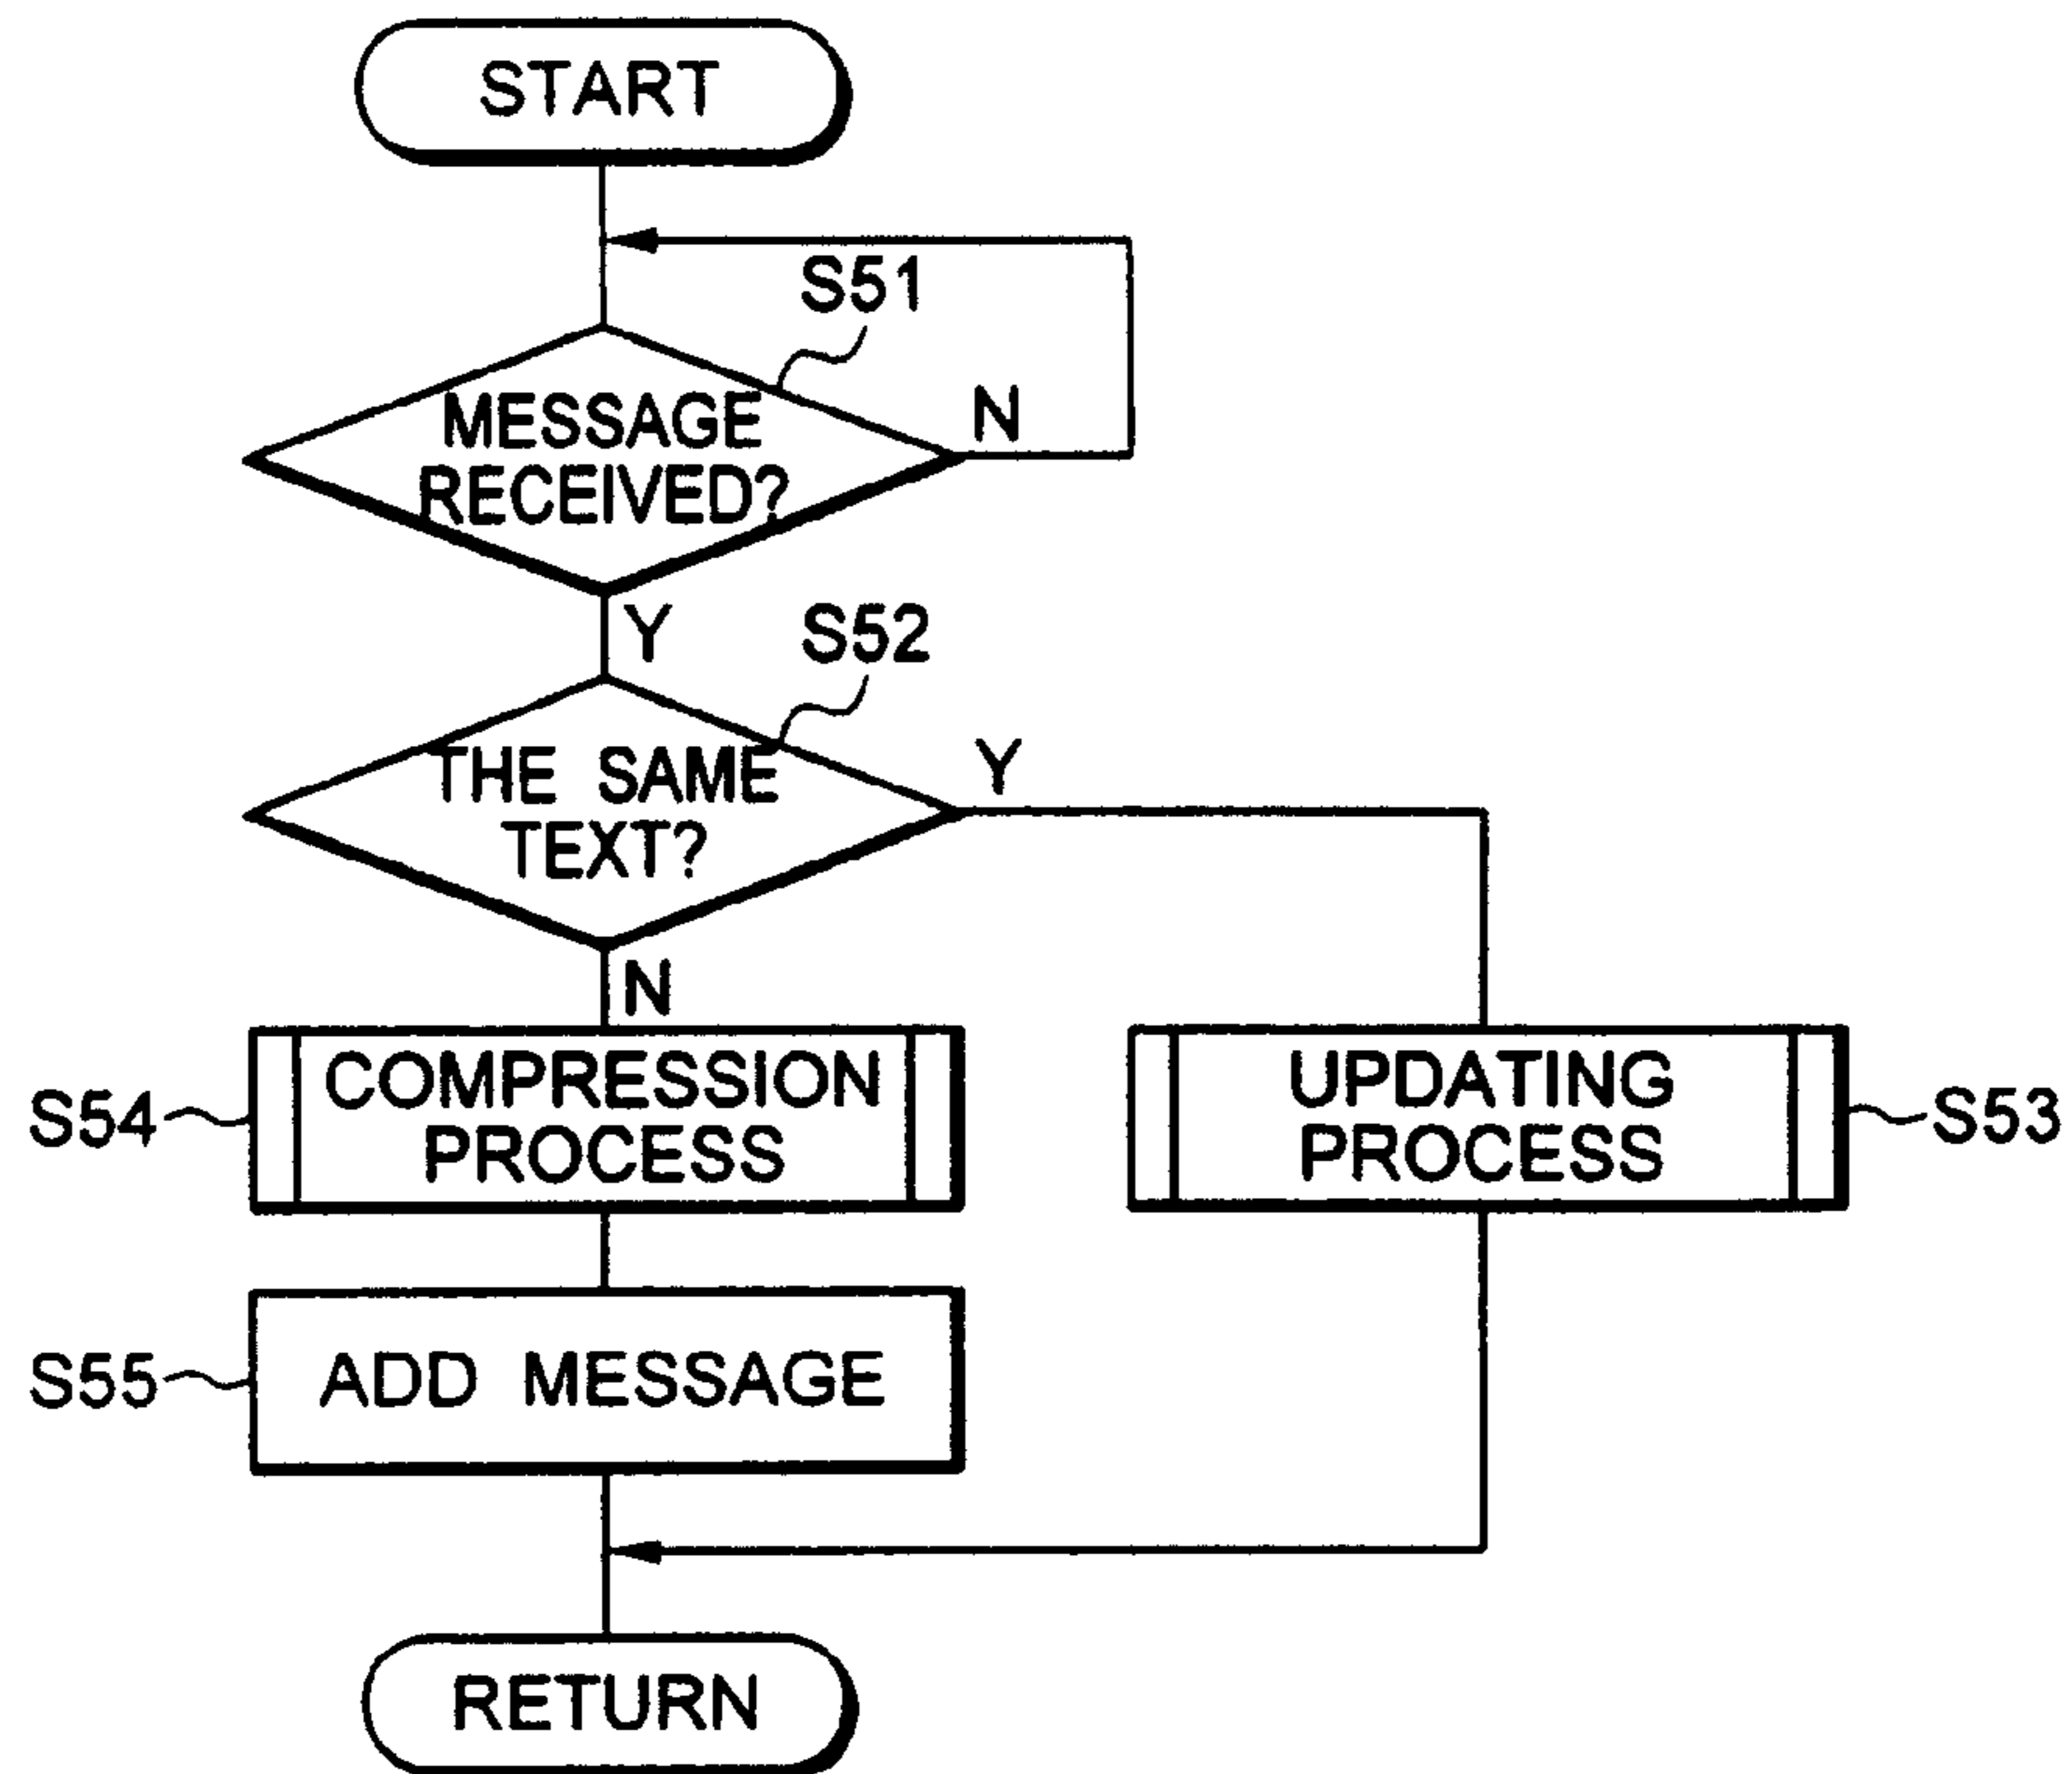 START
S51
MESSAGE
RECEIVED?
N
Y
S52
THE SAME
TEXT?
Y
N
S54
COMPRESSION
PROCESS
UPDATING
PROCESS
S53
S55
ADD MESSAGE
RETURN